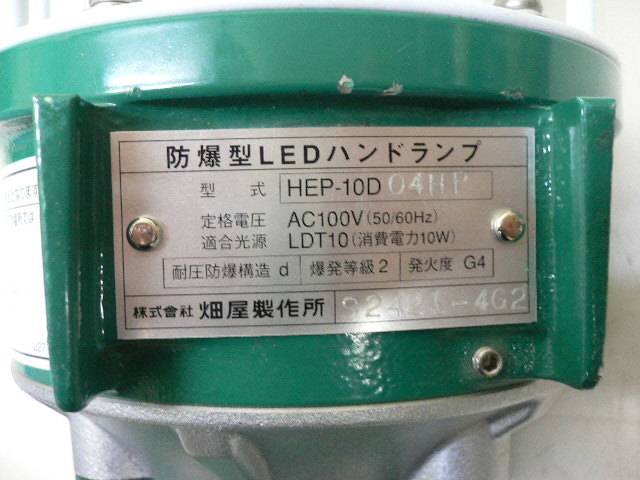 防爆型LEDハンドランプ
型式 HEP-10D 04HP
定格電圧 AC100V(50/60Hz)
適合光源 LDT10(消費電力10W)
耐圧防爆構造 d 爆発等級2 発火度 G4
株式會社 畑屋製作所